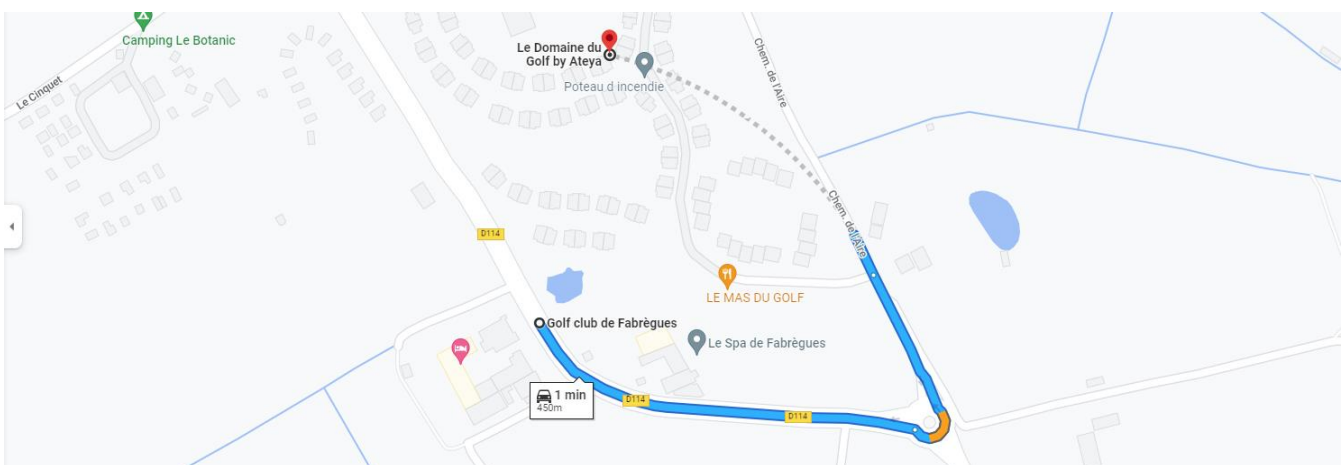 Camping Le Botanic
Le Cinquet
Le Domaine du
Golf by Ateya
Poteau d incendie
Chem. de l'Aire
Chem. de l'Aire
D114
LE MAS DU GOLF
Golf club de Fabrègues
Le Spa de Fabrègues
1 min
450m
D114
D114